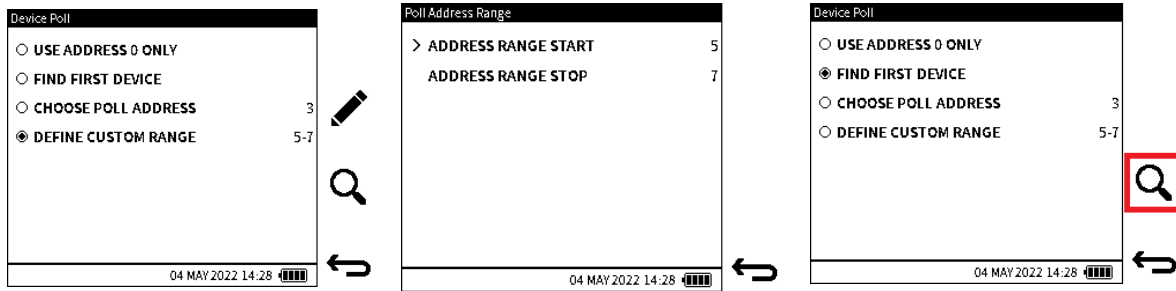 Device Poll
USE ADDRESS 0 ONLY
FIND FIRST DEVICE
CHOOSE POLL ADDRESS 3
DEFINE CUSTOM RANGE 5-7
04 MAY 2022 14:28
Poll Address Range
> ADDRESS RANGE START 5
ADDRESS RANGE STOP 7
04 MAY 2022 14:28
Device Poll
USE ADDRESS 0 ONLY
FIND FIRST DEVICE
CHOOSE POLL ADDRESS 3
DEFINE CUSTOM RANGE 5-7
04 MAY 2022 14:28